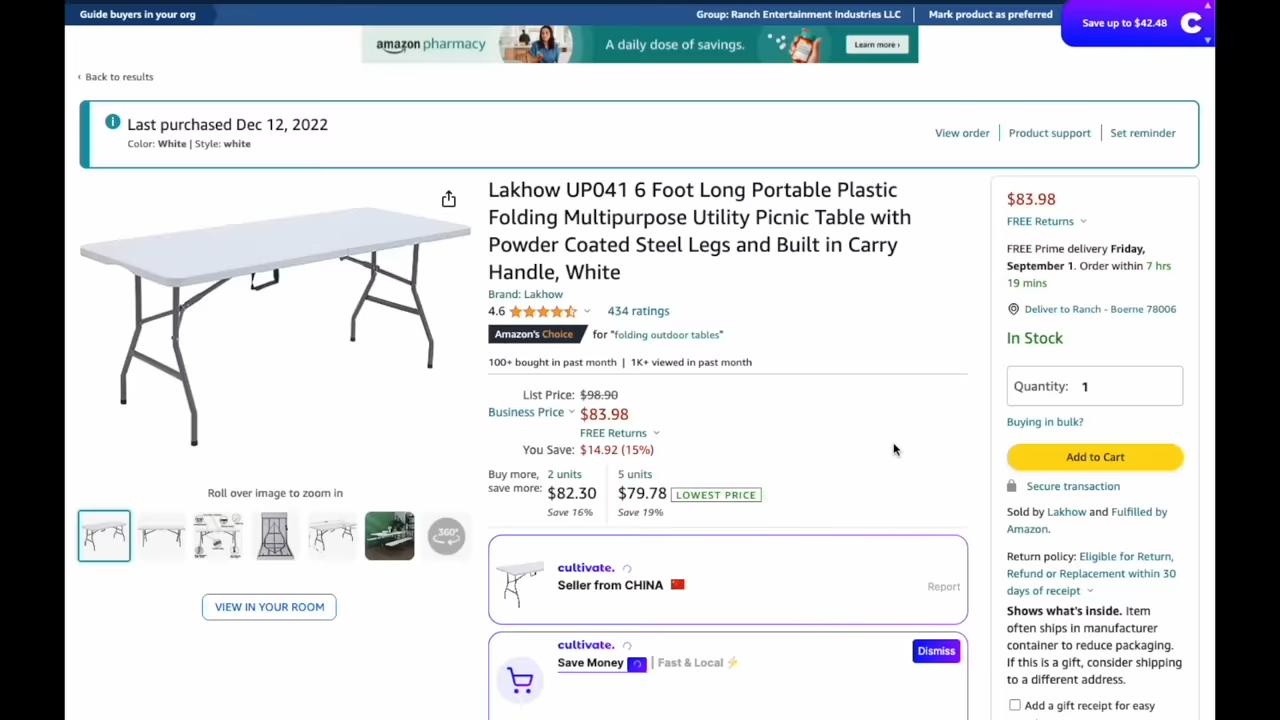 Guide buyers in your org
Group: Ranch Entertainment Industries LLC
Mark product as preferred
Save up to $42.48
amazon pharmacy
A daily dose of savings.
Learn more ›
‹ Back to results
Last purchased Dec 12, 2022
Color: White | Style: white
View order
Product support
Set reminder
Lakhow UP041 6 Foot Long Portable Plastic
Folding Multipurpose Utility Picnic Table with
Powder Coated Steel Legs and Built in Carry
Handle, White
Brand: Lakhow
4.6
434 ratings
Amazon's Choice
for "folding outdoor tables"
100+ bought in past month | 1K+ viewed in past month
List Price: $98.90
Business Price $83.98
FREE Returns
You Save: $14.92 (15%)
Buy more,
save more:
2 units
$82.30
Save 16%
5 units
$79.78 LOWEST PRICE
Save 19%
Roll over image to zoom in
360°
VIEW IN YOUR ROOM
cultivate.
Seller from CHINA
Report
cultivate.
Save Money | Fast & Local
Dismiss
$83.98
FREE Returns
FREE Prime delivery Friday,
September 1. Order within 7 hrs
19 mins
Deliver to Ranch - Boerne 78006
In Stock
Quantity: 1
Buying in bulk?
Add to Cart
Secure transaction
Sold by Lakhow and Fulfilled by
Amazon.
Return policy: Eligible for Return,
Refund or Replacement within 30
days of receipt
Shows what's inside. Item
often ships in manufacturer
container to reduce packaging.
If this is a gift, consider shipping
to a different address.
Add a gift receipt for easy